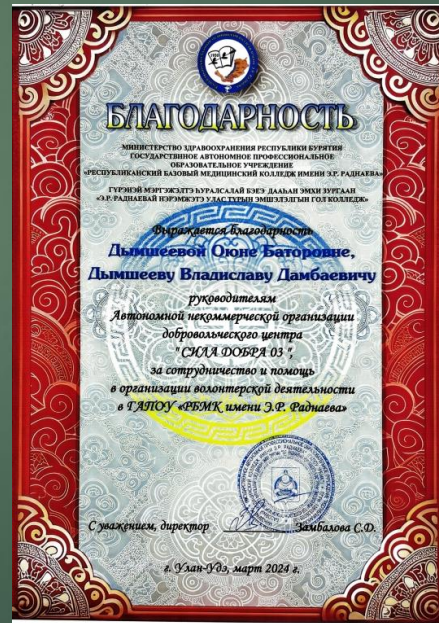 БЛАГОДАРНОСТЬ
МИНИСТЕРСТВО ЗДРАВООХРАНЕНИЯ РЕСПУБЛИКИ БУРЯТИЯ
ГОСУДАРСТВЕННОЕ АВТОНОМНОЕ ПРОФЕССИОНАЛЬНОЕ
ОБРАЗОВАТЕЛЬНОЕ УЧРЕЖДЕНИЕ
«РЕСПУБЛИКАНСКИЙ БАЗОВЫЙ МЕДИЦИНСКИЙ КОЛЛЕДЖ ИМЕНИ Э.Р. РАДНАЕВА»
ГҮРЭНЭЙ МЭРГЭЖЭЛТЭ ҺУРАЛСАЛАЙ БЭЕЭ ДААҺАН ЭМХИ ЗУРГААН
«Э.Р. РАДНАЕВАЙ НЭРЭМЖЭТЭ УЛАС ТҮРЫН ЭМШЭЛЭЛГЫН ГОЛ КОЛЛЕДЖ»
Выражается благодарность
Дымшеевой Оюне Баторовне,
Дымшееву Владиславу Дамбаевичу
руководителям
Автономной некоммерческой организации
добровольческого центра
"СИЛА ДОБРА 03 ",
за сотрудничество и помощь
в организации волонтерской деятельности
в ГАПОУ «РБМК имени Э.Р. Раднаева»
С уважением, директор Замбалова С.Д.
г. Улан-Удэ, март 2024 г.